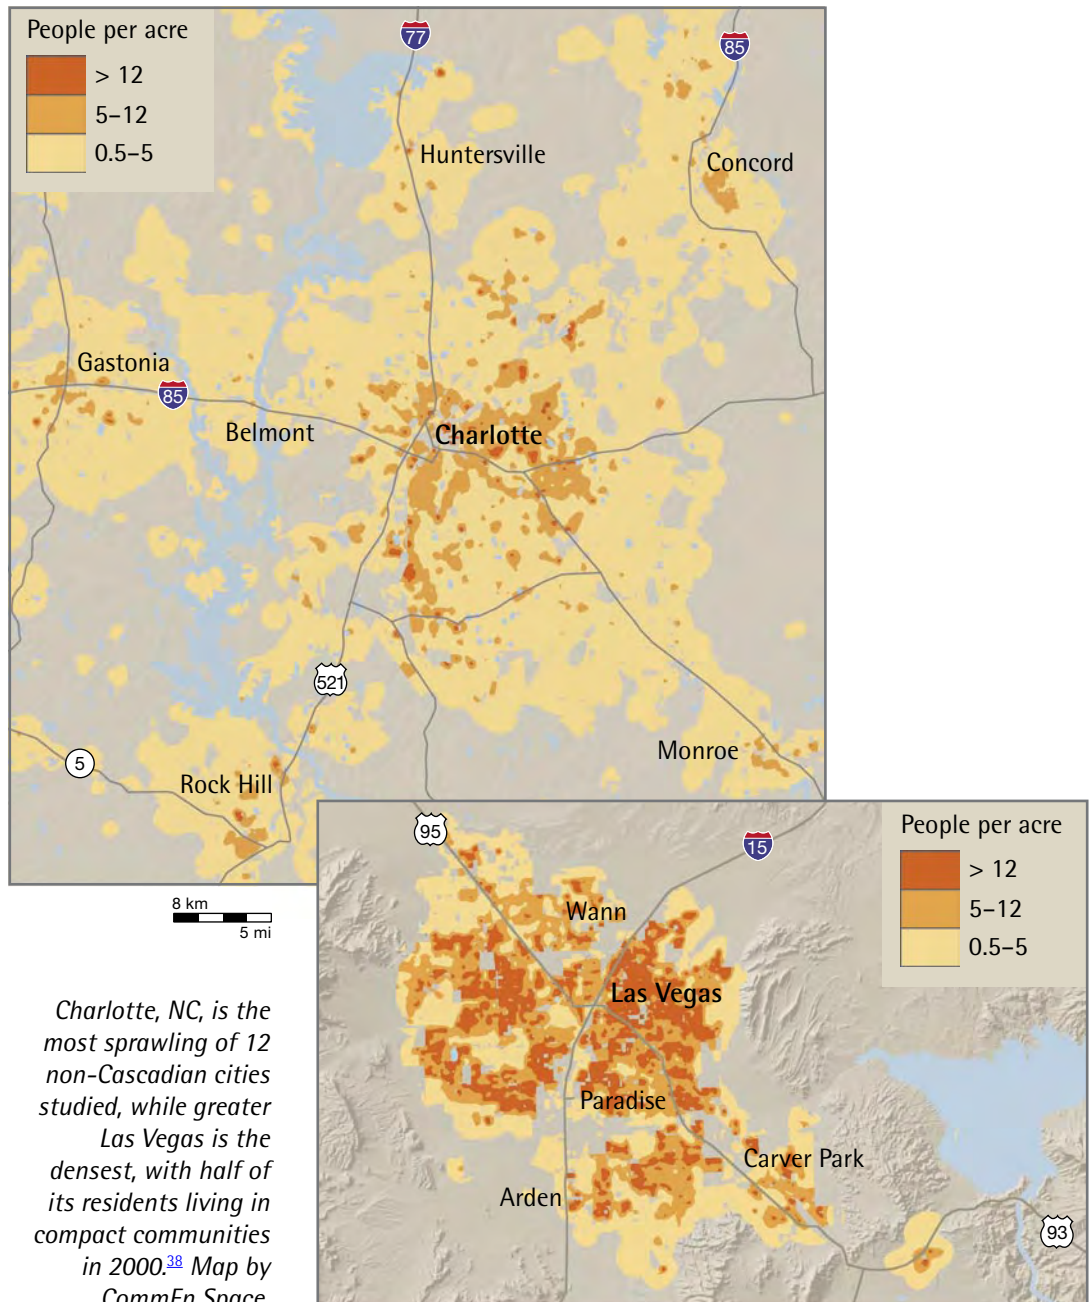 People per acre
> 12
5–12
0.5–5
77
85
Huntersville
Concord
Gastonia
85
Belmont
Charlotte
521
Monroe
5
Rock Hill
8 km
5 mi
95
15
People per acre
> 12
5–12
0.5–5
Wann
Las Vegas
Paradise
Carver Park
Arden
93
Charlotte, NC, is the
most sprawling of 12
non-Cascadian cities
studied, while greater
Las Vegas is the
densest, with half of
its residents living in
compact communities
in 2000.38 Map by
CommEn Space.